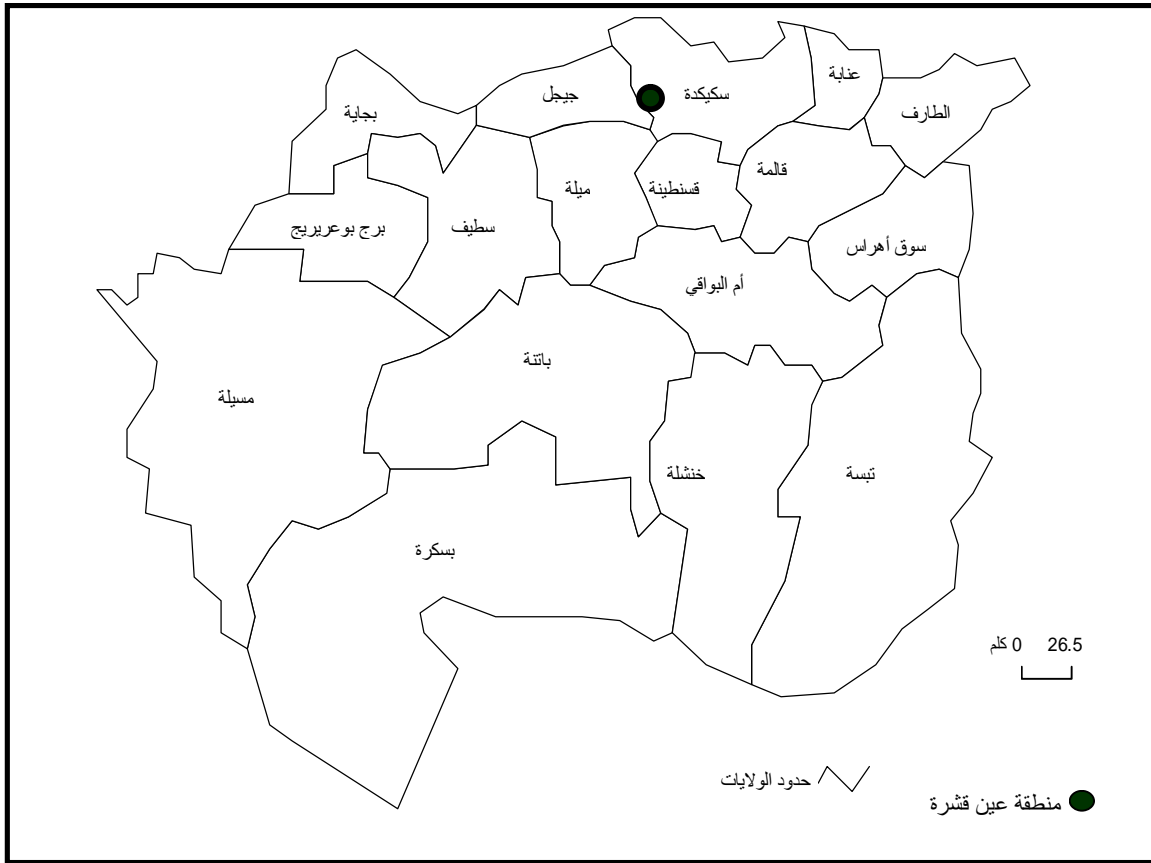 عنابة
سكيكدة
جيجل
الطارف
بجاية
قالمة
قسنطينة
ميلة
سطيف
برج بوعريريج
سوق أهراس
أم البواقي
باتنة
مسيلة
خنشلة
تبسة
بسكرة
26.5 0 كلم
حدود الولايات
منطقة عين قشرة